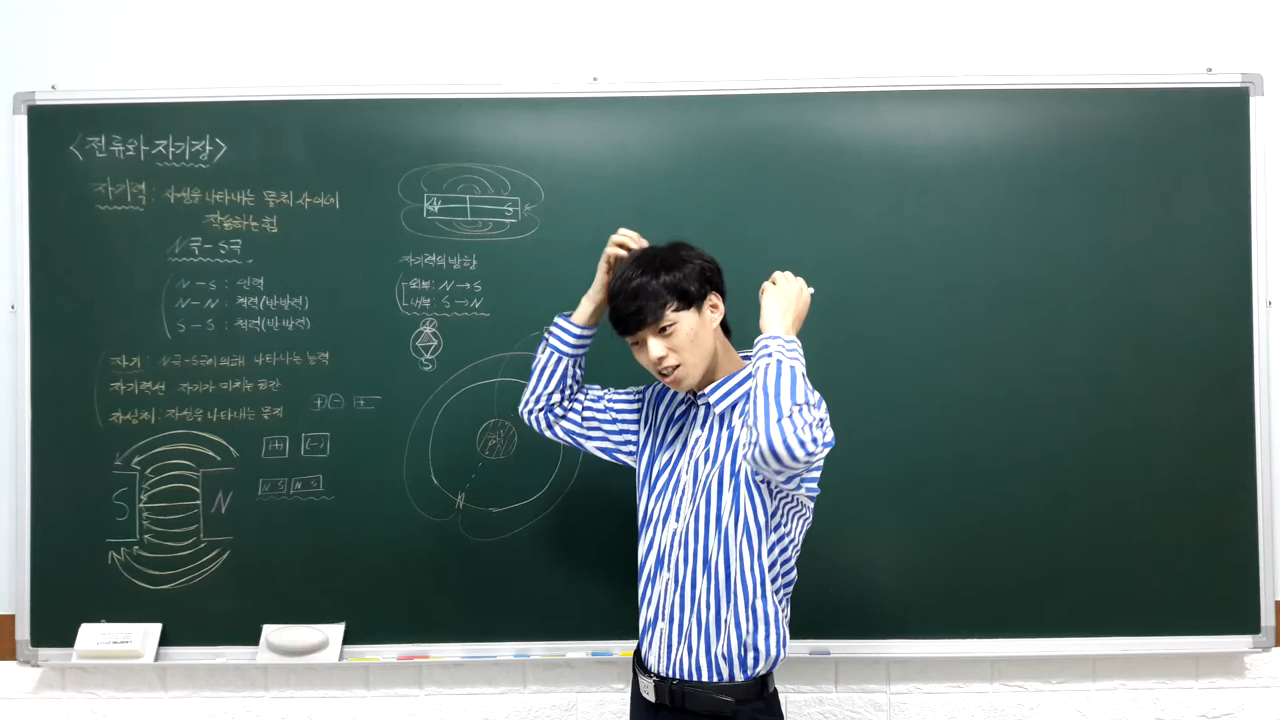 <전류와 자기장>
자기력 : 자성을 나타내는 물체 사이에
작용하는 힘
N극-S극
N-S : 인력
N-N : 척력(반발력)
S-S : 척력(반발력)
자기 : N극-S극에 의해 나타나는 능력
자기력선 자기가 미치는 공간
자성체 : 자성을 나타내는 물질
(+) (-)
+ -
(+) (-)
N S N S
S N
N S
자기력의 방향
외부 : N → S
내부 : S → N
N
S
N